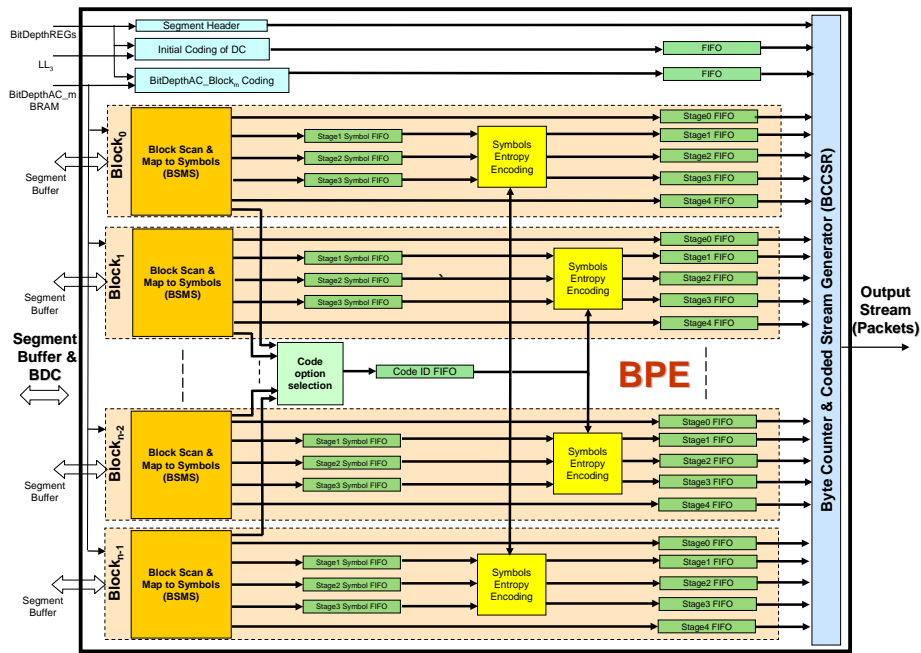 BitDepthREGs
LL3
BitDepthAC_m
BRAM
Segment Header
Initial Coding of DC
FIFO
BitDepthAC_Blockm Coding
FIFO
Block0
Segment
Buffer
Block Scan &
Map to Symbols
(BSMS)
Stage1 Symbol FIFO
Stage2 Symbol FIFO
Stage3 Symbol FIFO
Symbols
Entropy
Encoding
Stage0 FIFO
Stage1 FIFO
Stage2 FIFO
Stage3 FIFO
Stage4 FIFO
Block1
Segment
Buffer
Block Scan &
Map to Symbols
(BSMS)
Stage1 Symbol FIFO
Stage2 Symbol FIFO
Stage3 Symbol FIFO
Symbols
Entropy
Encoding
Stage0 FIFO
Stage1 FIFO
Stage2 FIFO
Stage3 FIFO
Stage4 FIFO
Segment
Buffer &
BDC
Code
option
selection
Code ID FIFO
BPE
Blockn-2
Segment
Buffer
Block Scan &
Map to Symbols
(BSMS)
Stage1 Symbol FIFO
Stage2 Symbol FIFO
Stage3 Symbol FIFO
Symbols
Entropy
Encoding
Stage0 FIFO
Stage1 FIFO
Stage2 FIFO
Stage3 FIFO
Stage4 FIFO
Blockn-1
Segment
Buffer
Block Scan &
Map to Symbols
(BSMS)
Stage1 Symbol FIFO
Stage2 Symbol FIFO
Stage3 Symbol FIFO
Symbols
Entropy
Encoding
Stage0 FIFO
Stage1 FIFO
Stage2 FIFO
Stage3 FIFO
Stage4 FIFO
Byte Counter & Coded Stream Generator (BCCSR)
Output
Stream
(Packets)